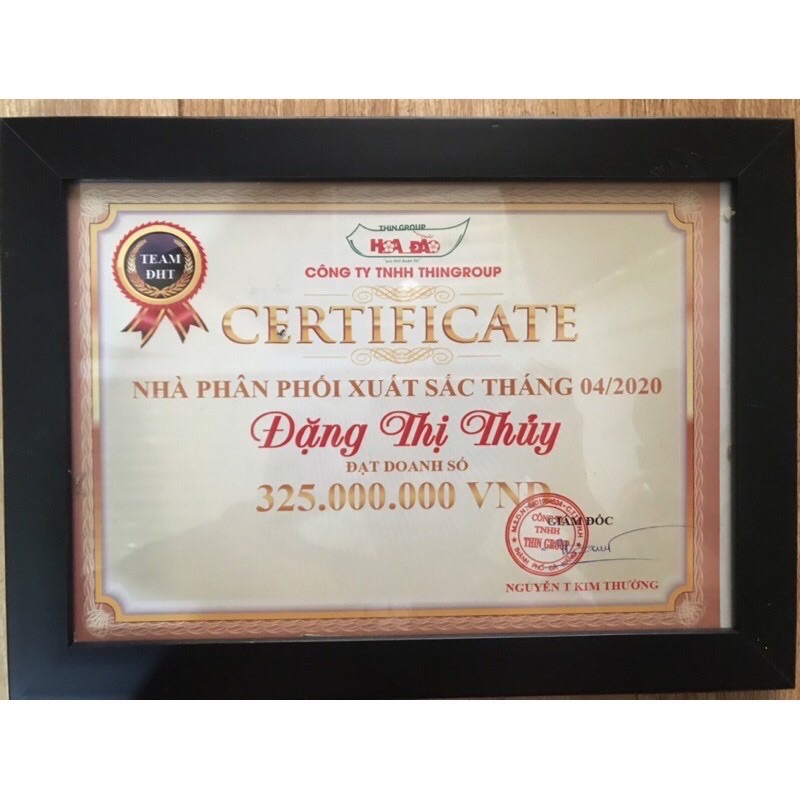 THIN GROUP
HOA ĐÀO
CÔNG TY TNHH THINGROUP
TEAM
ĐHT
CERTIFICATE
NHÀ PHÂN PHỐI XUẤT SẮC THÁNG 04/2020
Đặng Thị Thủy
ĐẠT DOANH SỐ
325.000.000 VND
GIÁM ĐỐC
CÔNG TY
TNHH
THIN GROUP
NGUYỄN T KIM THƯỜNG